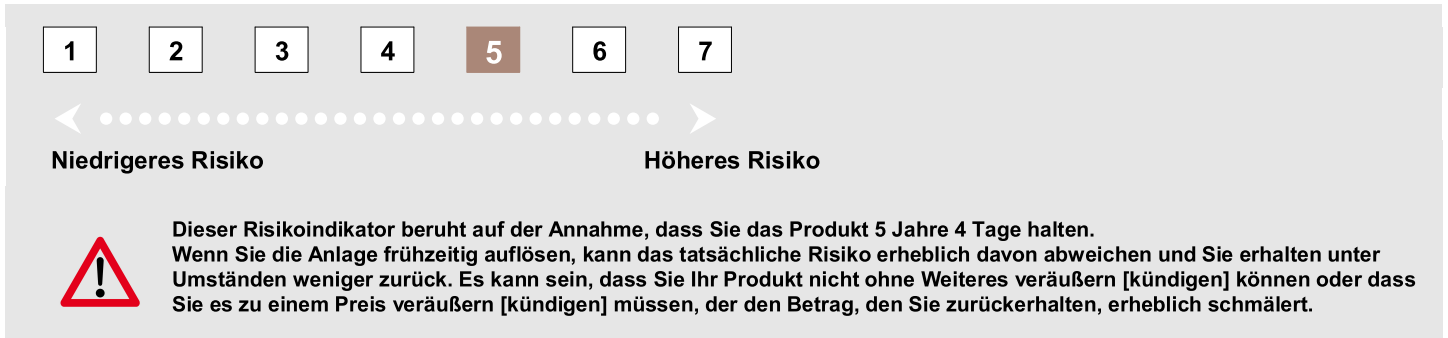 1 2 3 4 5 6 7
Niedrigeres Risiko Höheres Risiko
Dieser Risikoindikator beruht auf der Annahme, dass Sie das Produkt 5 Jahre 4 Tage halten.
Wenn Sie die Anlage frühzeitig auflösen, kann das tatsächliche Risiko erheblich davon abweichen und Sie erhalten unter
Umständen weniger zurück. Es kann sein, dass Sie Ihr Produkt nicht ohne Weiteres veräußern [kündigen] können oder dass
Sie es zu einem Preis veräußern [kündigen] müssen, der den Betrag, den Sie zurückerhalten, erheblich schmälert.